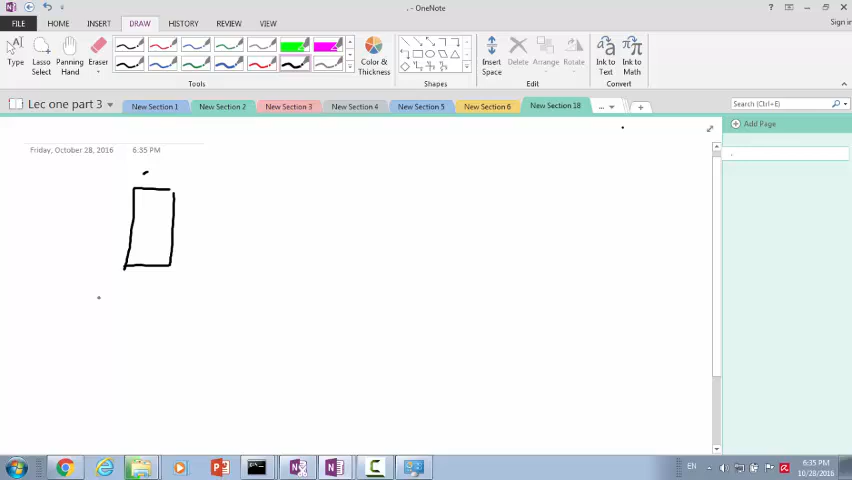 . - OneNote
FILE HOME INSERT DRAW HISTORY REVIEW VIEW
Sign in
Type
Lasso Select
Panning Hand
Eraser
Tools
Color & Thickness
Shapes
Insert Space
Delete
Arrange
Rotate
Edit
Ink to Text
Ink to Math
Convert
Lec one part 3
New Section 1 New Section 2 New Section 3 New Section 4 New Section 5 New Section 6 New Section 18 ...
Search (Ctrl+E)
Add Page
Friday, October 28, 2016 6:35 PM
EN
6:35 PM
10/28/2016